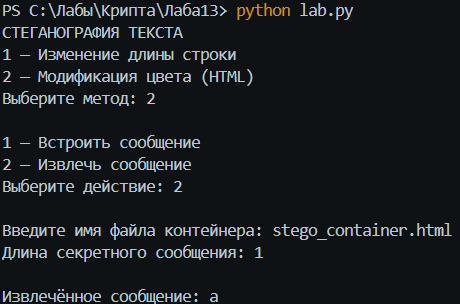 PS C:\Лабы\Крипта\Лаба13> python lab.py
СТЕГАНОГРАФИЯ ТЕКСТА
1 — Изменение длины строки
2 — Модификация цвета (HTML)
Выберите метод: 2
1 — Встроить сообщение
2 — Извлечь сообщение
Выберите действие: 2
Введите имя файла контейнера: stego_container.html
Длина секретного сообщения: 1
Извлечённое сообщение: a